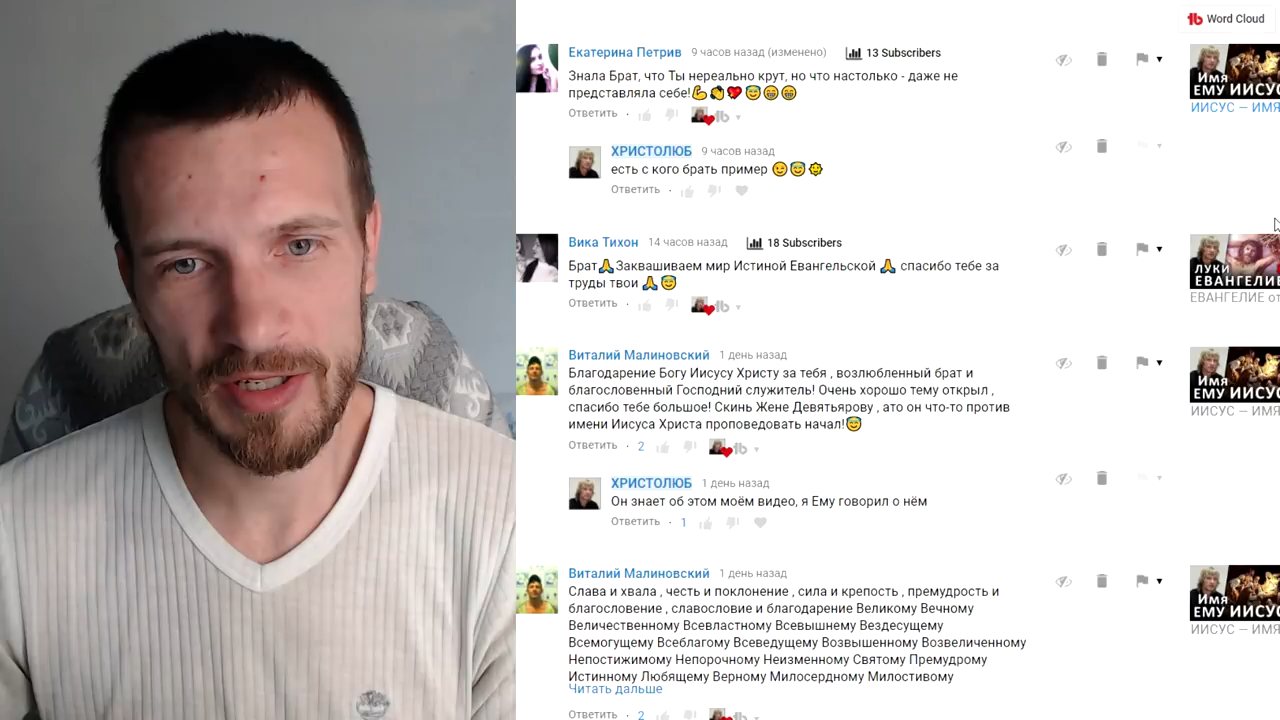 Word Cloud
Екатерина Петрив 9 часов назад (изменено) 13 Subscribers
Знала Брат, что Ты нереально крут, но что настолько - даже не
представляла себе!💪👏💖😇😁😁
Ответить
Имя
ЕМУ ИИСУС
ИИСУС — ИМЯ
ХРИСТОЛЮБ 9 часов назад
есть с кого брать пример 😉😇🌞
Ответить
Вика Тихон 14 часов назад 18 Subscribers
Брат🙏Заквашиваем мир Истиной Евангельской 🙏 спасибо тебе за
труды твои 🙏😇
Ответить
ЛУКИ
ЕВАНГЕЛИЕ
ЕВАНГЕЛИЕ от
Виталий Малиновский 1 день назад
Благодарение Богу Иисусу Христу за тебя , возлюбленный брат и
благословенный Господний служитель! Очень хорошо тему открыл ,
спасибо тебе большое! Скинь Жене Девятьярову , ато он что-то против
имени Иисуса Христа проповедовать начал!😇
Ответить · 2
Имя
ЕМУ ИИСУС
ИИСУС — ИМЯ
ХРИСТОЛЮБ 1 день назад
Он знает об этом моём видео, я Ему говорил о нём
Ответить · 1
Виталий Малиновский 1 день назад
Слава и хвала , честь и поклонение , сила и крепость , премудрость и
благословение , славословие и благодарение Великому Вечному
Величественному Всевластному Всевышнему Вездесущему
Всемогущему Всеблагому Всеведущему Возвышенному Возвеличенному
Непостижимому Непорочному Неизменному Святому Премудрому
Истинному Любящему Верному Милосердному Милостивому
Читать дальше
Ответить · 2
Имя
ЕМУ ИИСУС
ИИСУС — ИМЯ